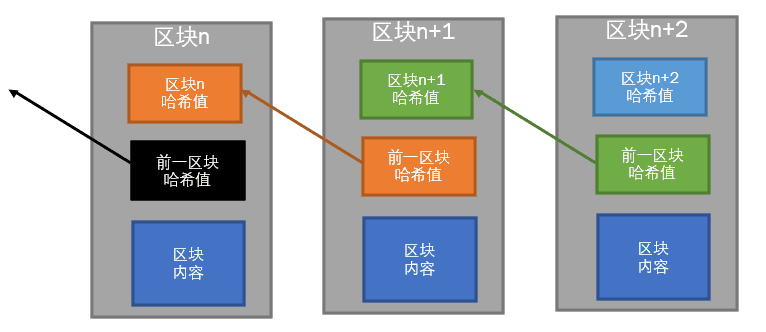 区块n
区块n
哈希值
前一区块
哈希值
区块
内容
区块n+1
区块n+1
哈希值
前一区块
哈希值
区块
内容
区块n+2
区块n+2
哈希值
前一区块
哈希值
区块
内容